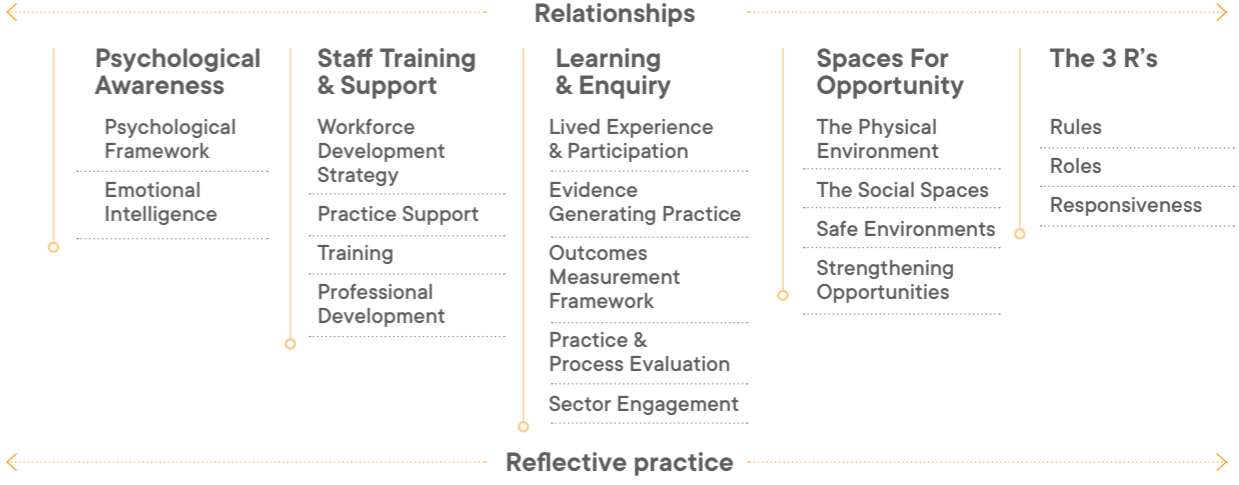 Relationships
Psychological
Awareness
Psychological
Framework
Emotional
Intelligence
Staff Training
& Support
Workforce
Development
Strategy
Practice Support
Training
Professional
Development
Learning
& Enquiry
Lived Experience
& Participation
Evidence
Generating Practice
Outcomes
Measurement
Framework
Practice &
Process Evaluation
Sector Engagement
Spaces For
Opportunity
The Physical
Environment
The Social Spaces
Safe Environments
Strengthening
Opportunities
The 3 R’s
Rules
Roles
Responsiveness
Reflective practice